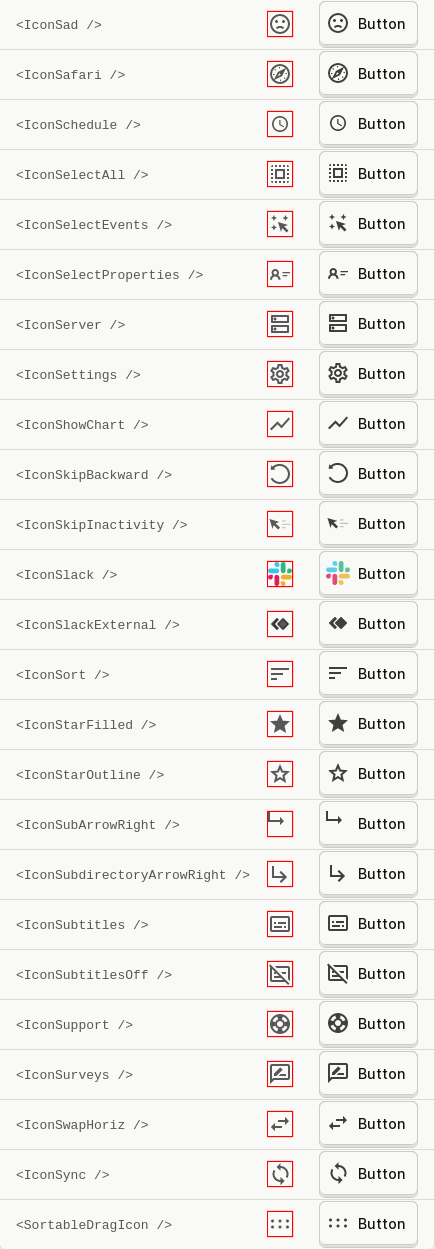 <IconSad /> Button
<IconSafari /> Button
<IconSchedule /> Button
<IconSelectAll /> Button
<IconSelectEvents /> Button
<IconSelectProperties /> Button
<IconServer /> Button
<IconSettings /> Button
<IconShowChart /> Button
<IconSkipBackward /> Button
<IconSkipInactivity /> Button
<IconSlack /> Button
<IconSlackExternal /> Button
<IconSort /> Button
<IconStarFilled /> Button
<IconStarOutline /> Button
<IconSubArrowRight /> Button
<IconSubdirectoryArrowRight /> Button
<IconSubtitles /> Button
<IconSubtitlesOff /> Button
<IconSupport /> Button
<IconSurveys /> Button
<IconSwapHoriz /> Button
<IconSync /> Button
<SortableDragIcon /> Button